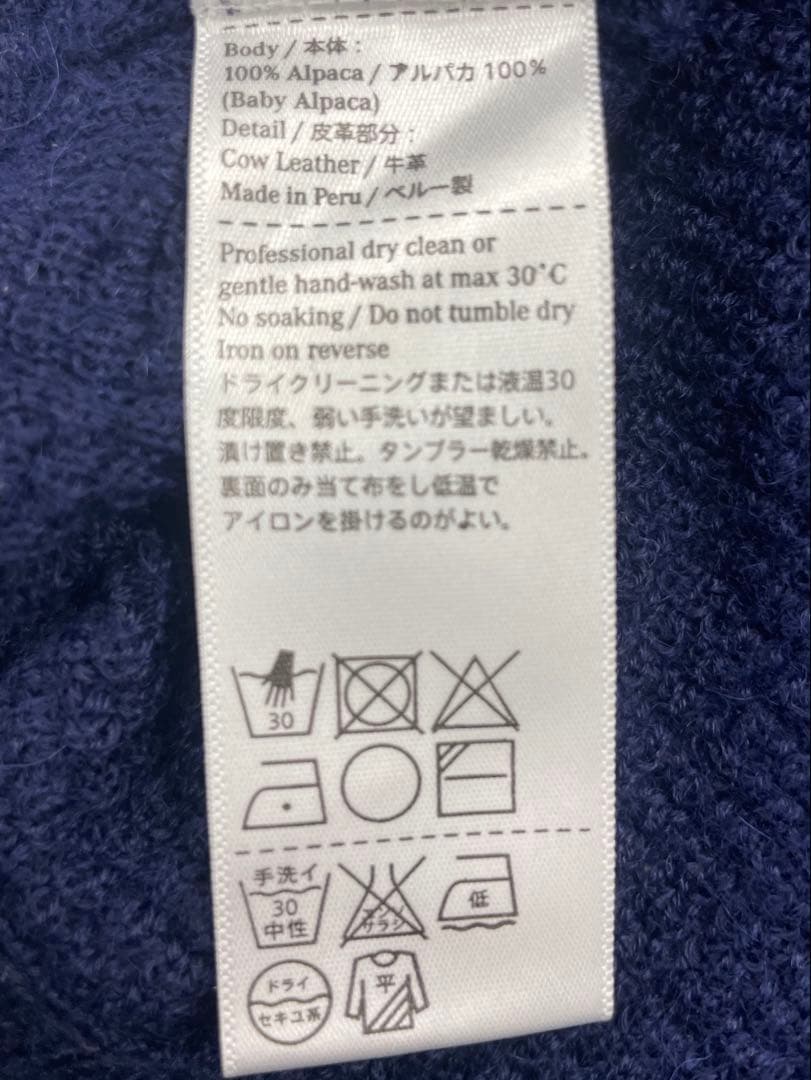 Body / 本体 :
100% Alpaca / アルパカ 100%
(Baby Alpaca)
Detail / 皮革部分 :
Cow Leather / 牛革
Made in Peru / ペルー製
Professional dry clean or
gentle hand-wash at max 30°C
No soaking / Do not tumble dry
Iron on reverse
ドライクリーニングまたは液温30
度限度、弱い手洗いが望ましい。
漬け置き禁止。タンブラー乾燥禁止。
裏面のみ当て布をし低温で
アイロンを掛けるのがよい。
30
手洗イ
30
中性
エンソ
サラシ
低
ドライ
セキユ系
平